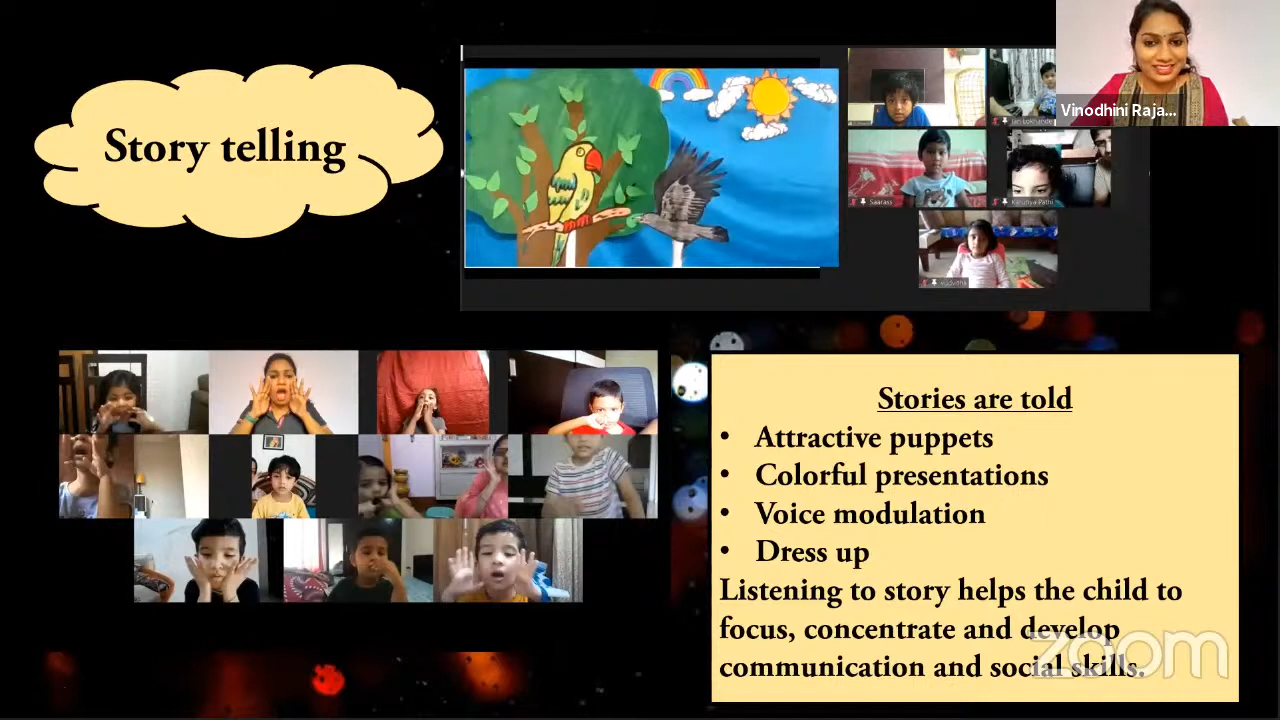 Story telling
Vinodhini Raja...
Saarass
Stories are told
• Attractive puppets
• Colorful presentations
• Voice modulation
• Dress up
Listening to story helps the child to
focus, concentrate and develop
communication and social skills.
zoom